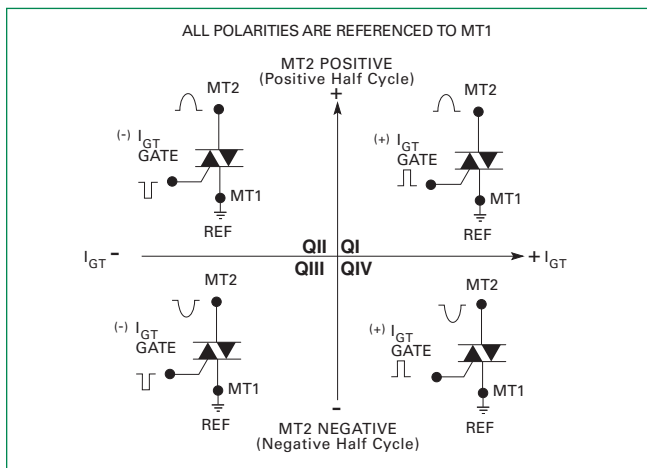 ALL POLARITIES ARE REFERENCED TO MT1
MT2 POSITIVE
(Positive Half Cycle)
+
MT2
(-) IGT
GATE
MT1
REF
MT2
(+) IGT
GATE
MT1
REF
IGT -
QII QI
QIII QIV
+ IGT
MT2
(-) IGT
GATE
MT1
REF
MT2
(+) IGT
GATE
MT1
REF
-
MT2 NEGATIVE
(Negative Half Cycle)